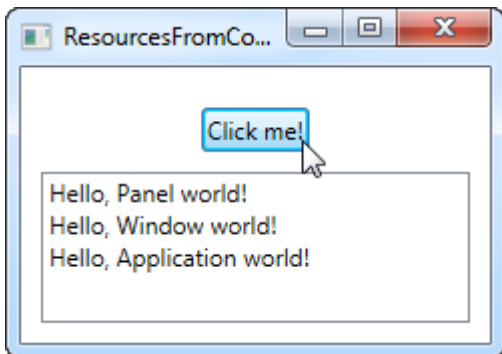 ResourcesFromCo...
Click me!
Hello, Panel world!
Hello, Window world!
Hello, Application world!